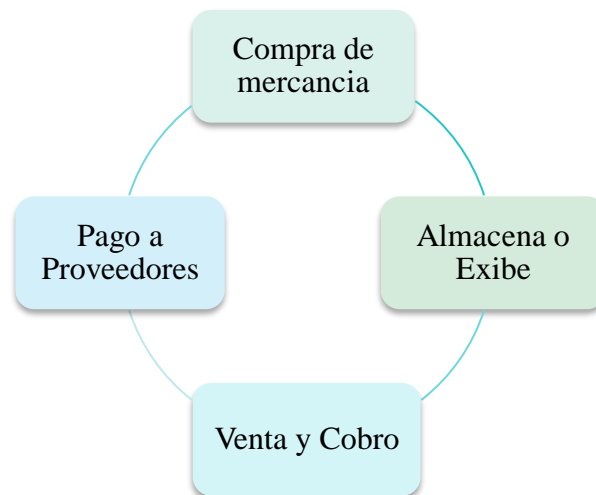 Compra de
mercancia
Pago a
Proveedores
Almacena o
Exibe
Venta y Cobro